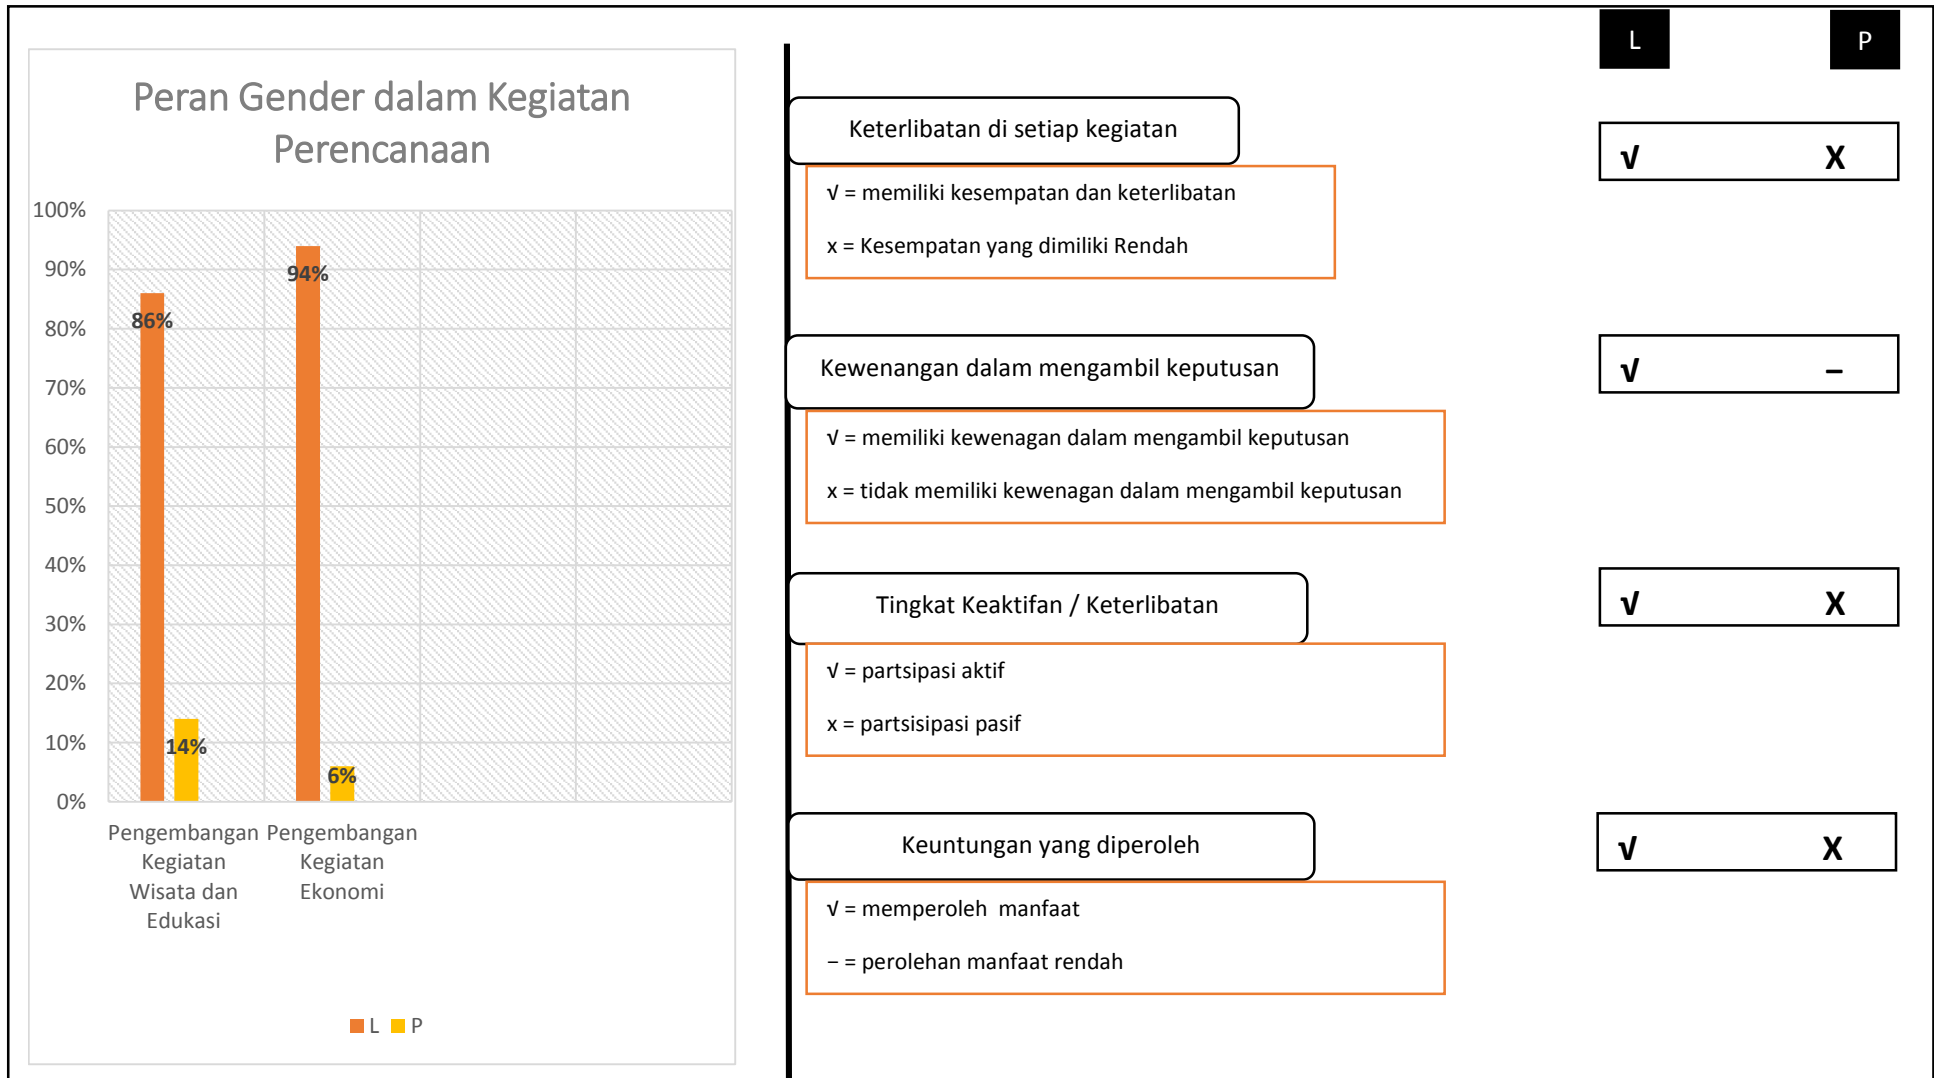 Peran Gender dalam Kegiatan
Perencanaan
100%
90%
80%
70%
60%
50%
40%
30%
20%
10%
0%
86%
14%
94%
6%
Pengembangan
Kegiatan
Wisata dan
Edukasi
Pengembangan
Kegiatan
Ekonomi
L P
L P
Keterlibatan di setiap kegiatan
√ X
√ = memiliki kesempatan dan keterlibatan
x = Kesempatan yang dimiliki Rendah
Kewenangan dalam mengambil keputusan
√ –
√ = memiliki kewenagan dalam mengambil keputusan
x = tidak memiliki kewenagan dalam mengambil keputusan
Tingkat Keaktifan / Keterlibatan
√ X
√ = partsipasi aktif
x = partsisipasi pasif
Keuntungan yang diperoleh
√ X
√ = memperoleh manfaat
– = perolehan manfaat rendah